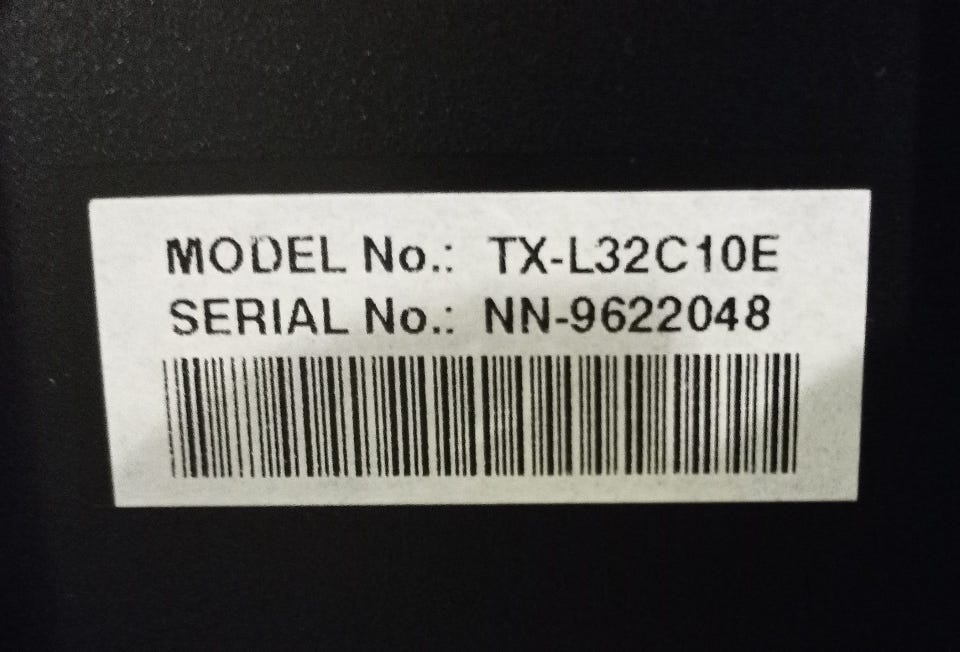 MODEL No.: TX-L32C10E
SERIAL No.: NN-9622048